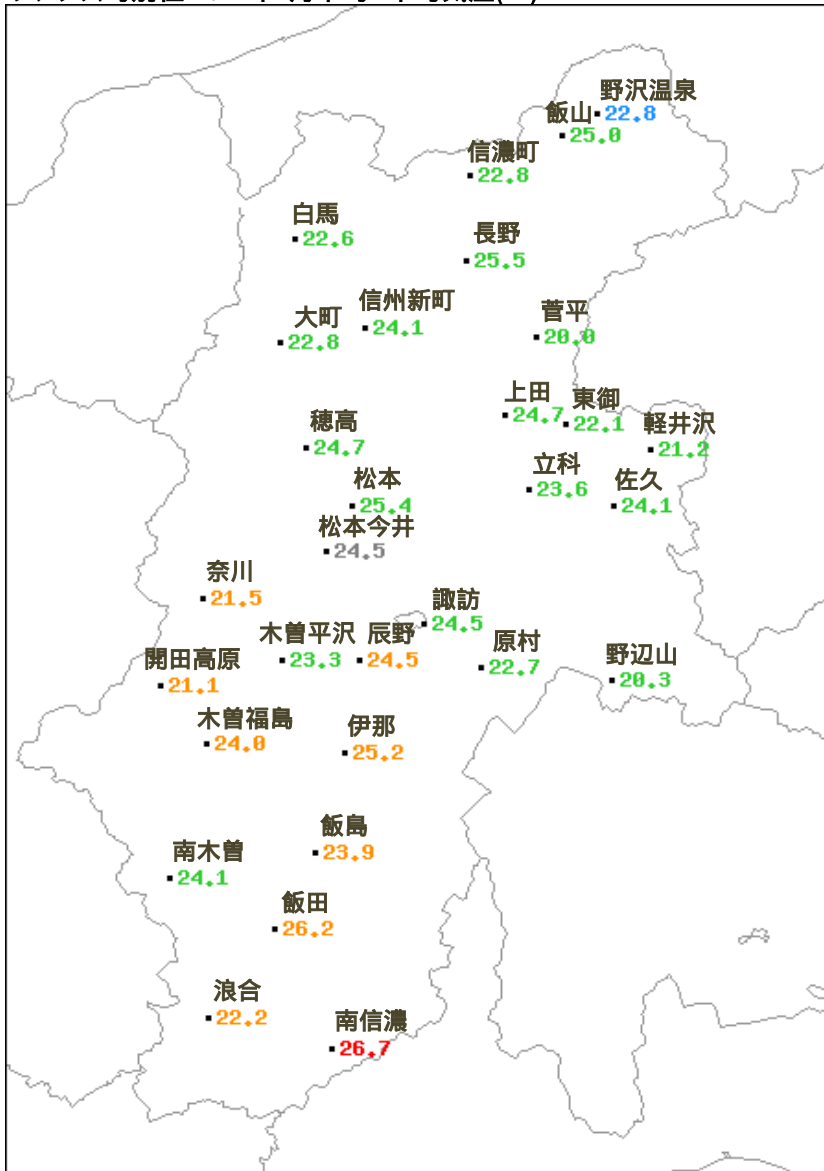 野沢温泉
22.8
飯山
25.0
信濃町
22.8
白馬
22.6
長野
25.5
信州新町
24.1
大町
22.8
菅平
20.0
上田
24.7
東御
22.1
軽井沢
21.2
穂高
24.7
立科
23.6
佐久
24.1
松本
25.4
松本今井
24.5
奈川
21.5
諏訪
24.5
木曽平沢
23.3
辰野
24.5
原村
22.7
野辺山
20.3
開田高原
21.1
木曽福島
24.0
伊那
25.2
飯島
23.9
南木曽
24.1
飯田
26.2
浪合
22.2
南信濃
26.7